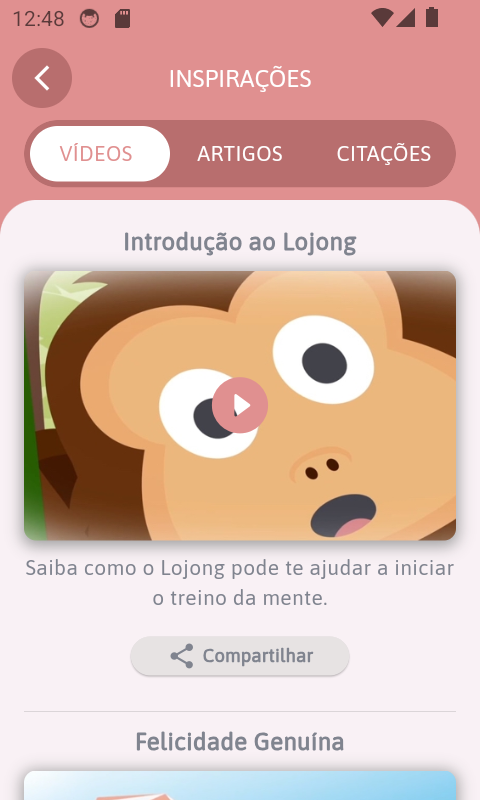 12:48
INSPIRAÇÕES
VÍDEOS ARTIGOS CITAÇÕES
Introdução ao Lojong
Saiba como o Lojong pode te ajudar a iniciar
o treino da mente.
Compartilhar
Felicidade Genuína